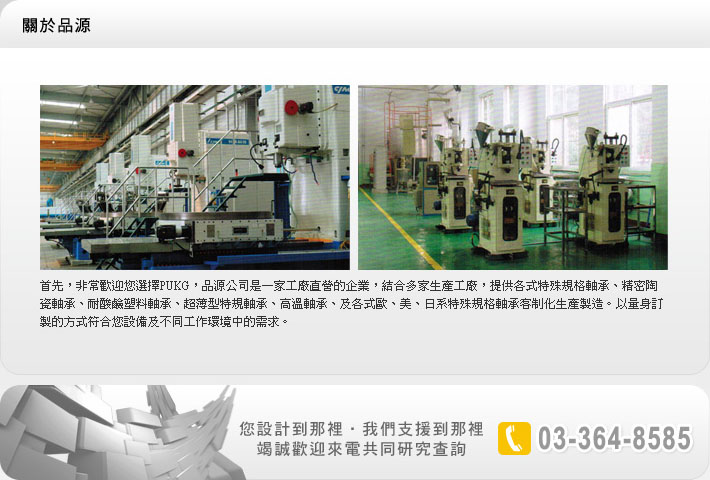 關於品源
首先，非常歡迎您選擇PUKG，品源公司是一家工廠直營的企業，結合多家生產工廠，提供各式特殊規格軸承、精密陶
瓷軸承、耐酸鹼塑料軸承、超薄型特規軸承、高溫軸承、及各式歐、美、日系特殊規格軸承客制化生產製造。以量身訂
製的方式符合您設備及不同工作環境中的需求。
您設計到那裡．我們支援到那裡
竭誠歡迎來電共同研究查詢
03-364-8585